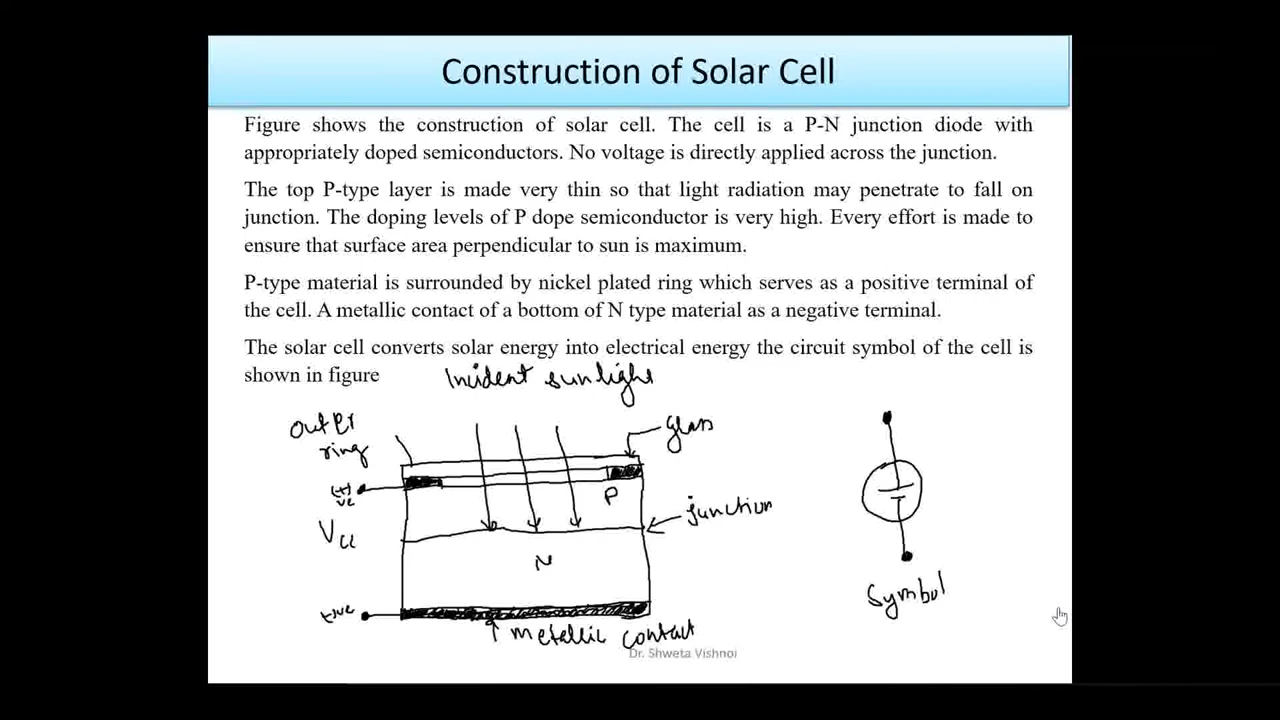 Construction of Solar Cell
Figure shows the construction of solar cell. The cell is a P-N junction diode with
appropriately doped semiconductors. No voltage is directly applied across the junction.
The top P-type layer is made very thin so that light radiation may penetrate to fall on
junction. The doping levels of P dope semiconductor is very high. Every effort is made to
ensure that surface area perpendicular to sun is maximum.
P-type material is surrounded by nickel plated ring which serves as a positive terminal of
the cell. A metallic contact of a bottom of N type material as a negative terminal.
The solar cell converts solar energy into electrical energy the circuit symbol of the cell is
shown in figure
Incident sunlight
outer
ring
glass
(+)
ve
P
junction
N
metallic contact
Symbol
Dr. Shweta Vishnoi